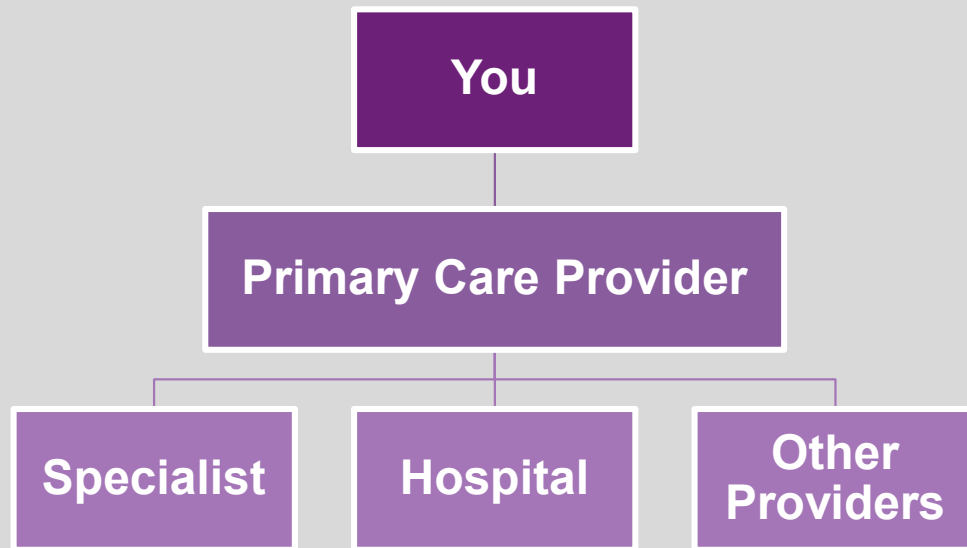 You
Primary Care Provider
Specialist
Hospital
Other
Providers